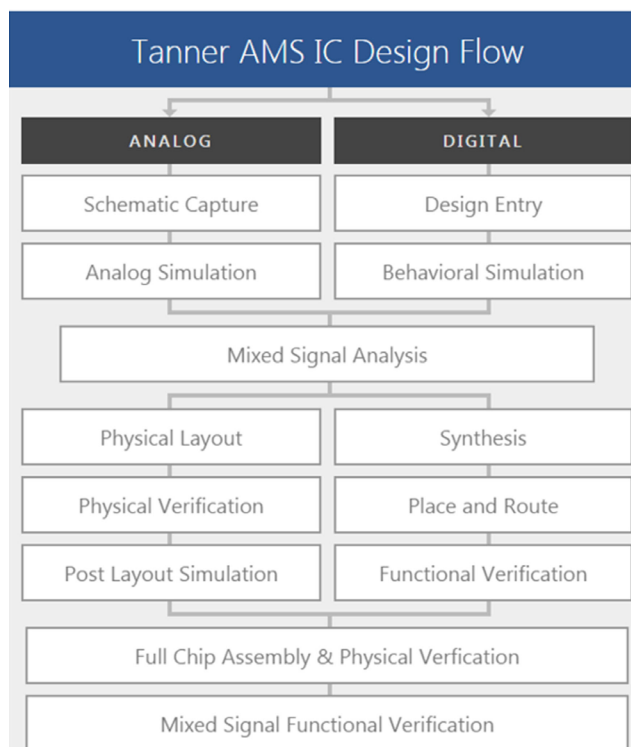 Tanner AMS IC Design Flow
ANALOG
DIGITAL
Schematic Capture
Design Entry
Analog Simulation
Behavioral Simulation
Mixed Signal Analysis
Physical Layout
Synthesis
Physical Verification
Place and Route
Post Layout Simulation
Functional Verification
Full Chip Assembly & Physical Verfication
Mixed Signal Functional Verification